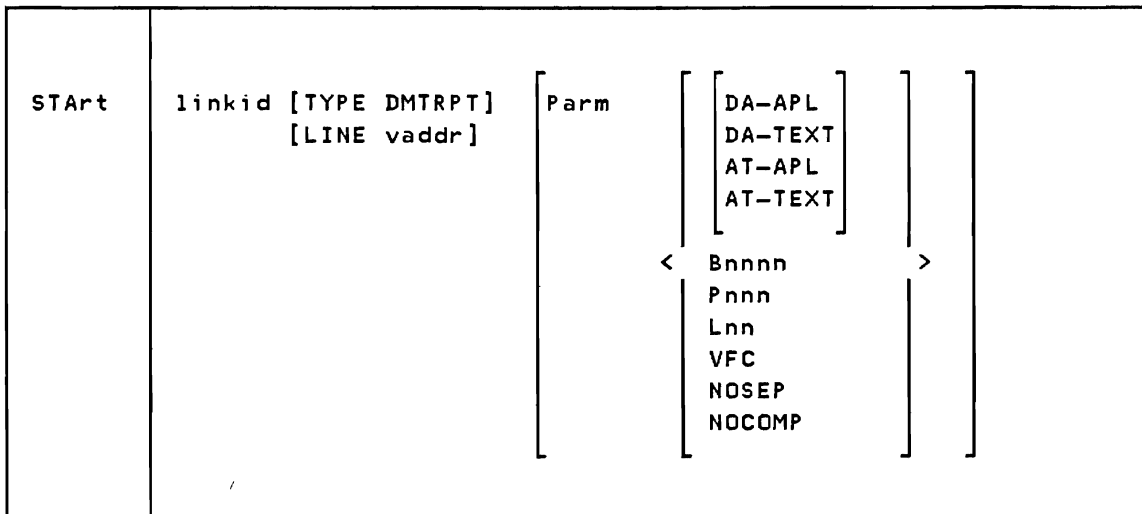 STArt linkid [TYPE DMTRPT] Parm DA-APL
[LINE vaddr] DA-TEXT
AT-APL
AT-TEXT
< Bnnnn >
Pnnn
Lnn
VFC
NOSEP
NOCOMP